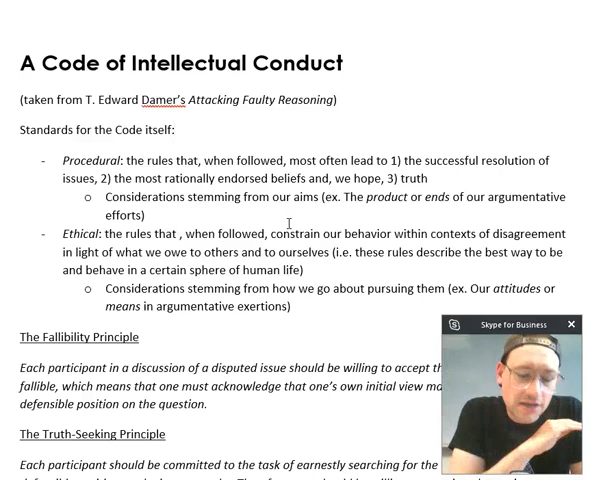 A Code of Intellectual Conduct
(taken from T. Edward Damer's Attacking Faulty Reasoning)
Standards for the Code itself:
- Procedural: the rules that, when followed, most often lead to 1) the successful resolution of
issues, 2) the most rationally endorsed beliefs and, we hope, 3) truth
o Considerations stemming from our aims (ex. The product or ends of our argumentative
efforts)
- Ethical: the rules that , when followed, constrain our behavior within contexts of disagreement
in light of what we owe to others and to ourselves (i.e. these rules describe the best way to be
and behave in a certain sphere of human life)
o Considerations stemming from how we go about pursuing them (ex. Our attitudes or
means in argumentative exertions)
Skype for Business
The Fallibility Principle
Each participant in a discussion of a disputed issue should be willing to accept
fallible, which means that one must acknowledge that one's own initial view
defensible position on the question.
The Truth-Seeking Principle
Each participant should be committed to the task of earnestly searching for the